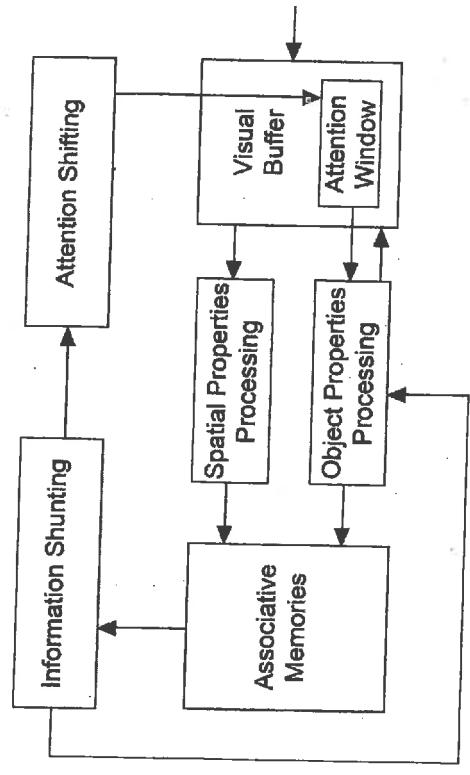 Information Shunting
Attention Shifting
Associative
Memories
Spatial Properties
Processing
Object Properties
Processing
Visual
Buffer
Attention
Window